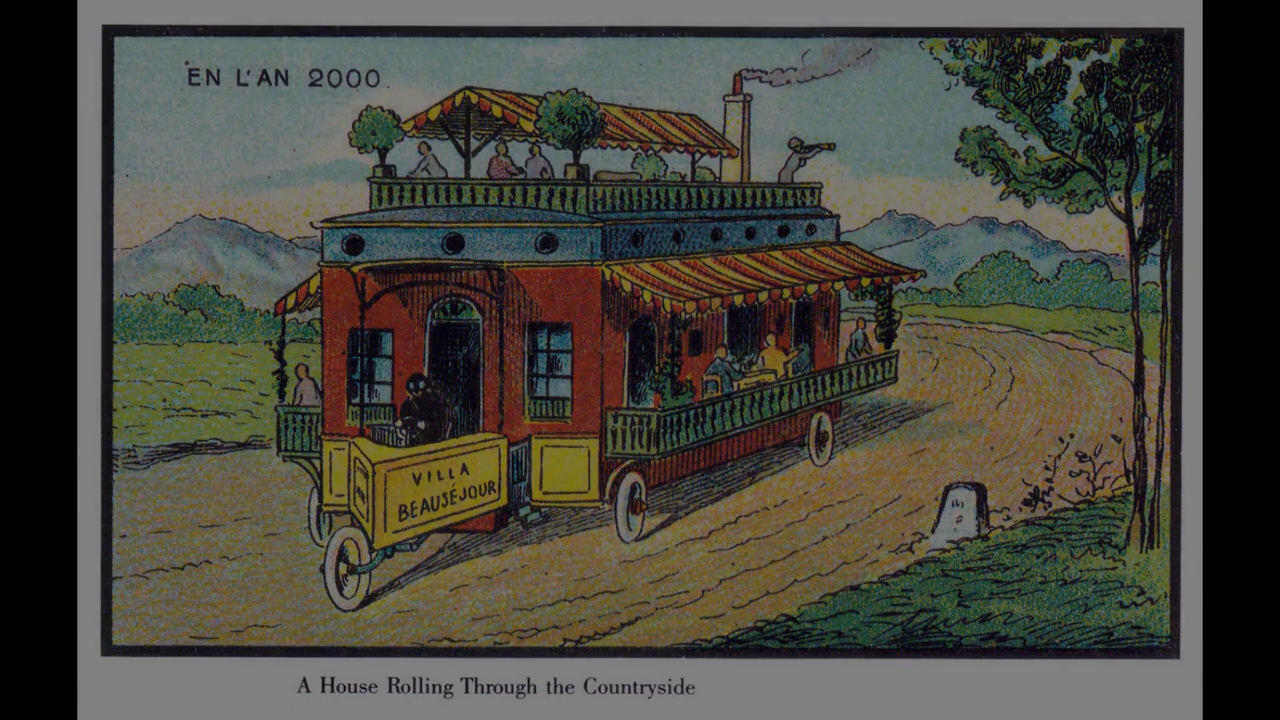 EN L'AN 2000
VILLA
BEAUSÉJOUR
A House Rolling Through the Countryside